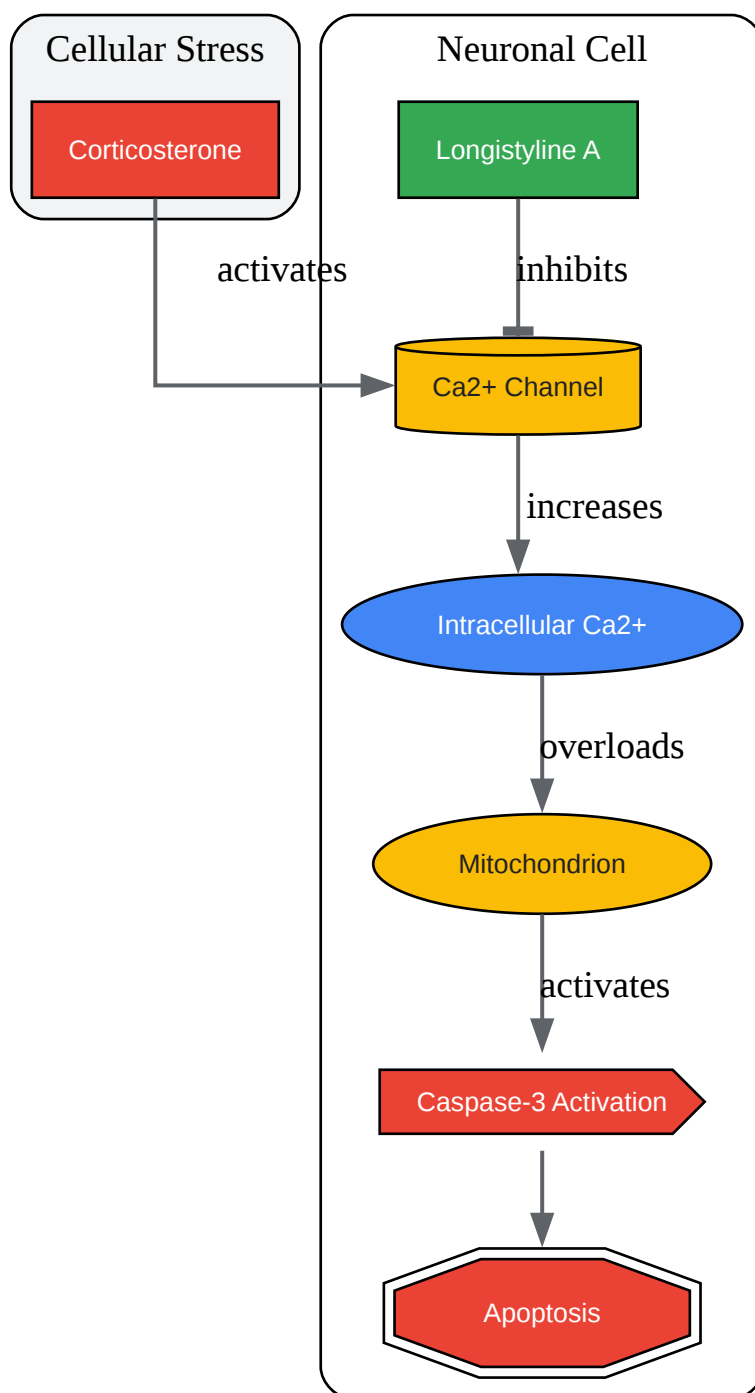 Cellular Stress
Neuronal Cell
Corticosterone
Longistyline A
activates
inhibits
Ca2+ Channel
increases
Intracellular Ca2+
overloads
Mitochondrion
activates
Caspase-3 Activation
Apoptosis